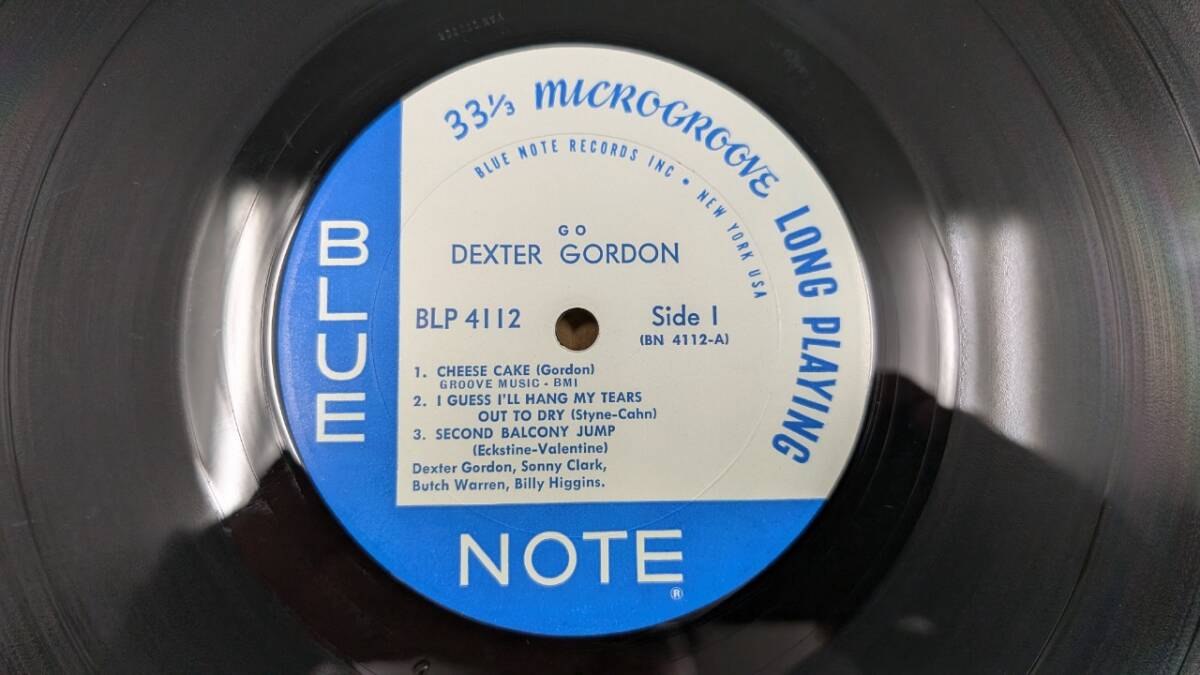 33⅓ MICROGROOVE LONG PLAYING
BLUE NOTE RECORDS INC • NEW YORK USA
GO
DEXTER GORDON
BLP 4112
Side 1
(BN 4112-A)
1. CHEESE CAKE (Gordon)
GROOVE MUSIC - BMI
2. I GUESS I'LL HANG MY TEARS
OUT TO DRY (Styne-Cahn)
3. SECOND BALCONY JUMP
(Eckstine-Valentine)
Dexter Gordon, Sonny Clark,
Butch Warren, Billy Higgins.
BLUE
NOTE
®